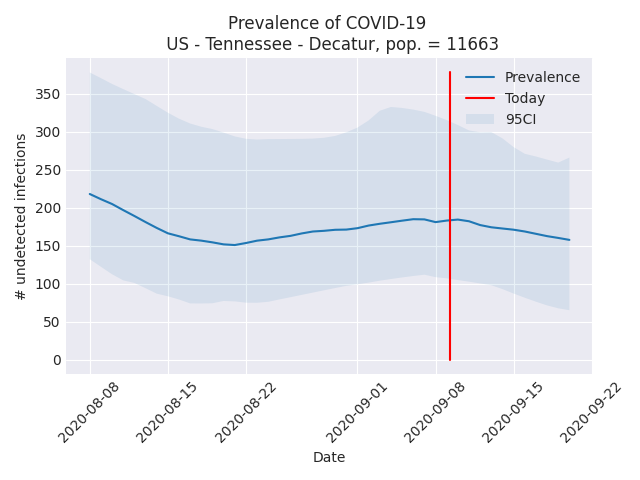 Prevalence of COVID-19
US - Tennessee - Decatur, pop. = 11663
Prevalence
Today
95CI
# undetected infections
350
300
250
200
150
100
50
0
2020-08-08
2020-08-15
2020-08-22
2020-09-01
2020-09-08
2020-09-15
2020-09-22
Date